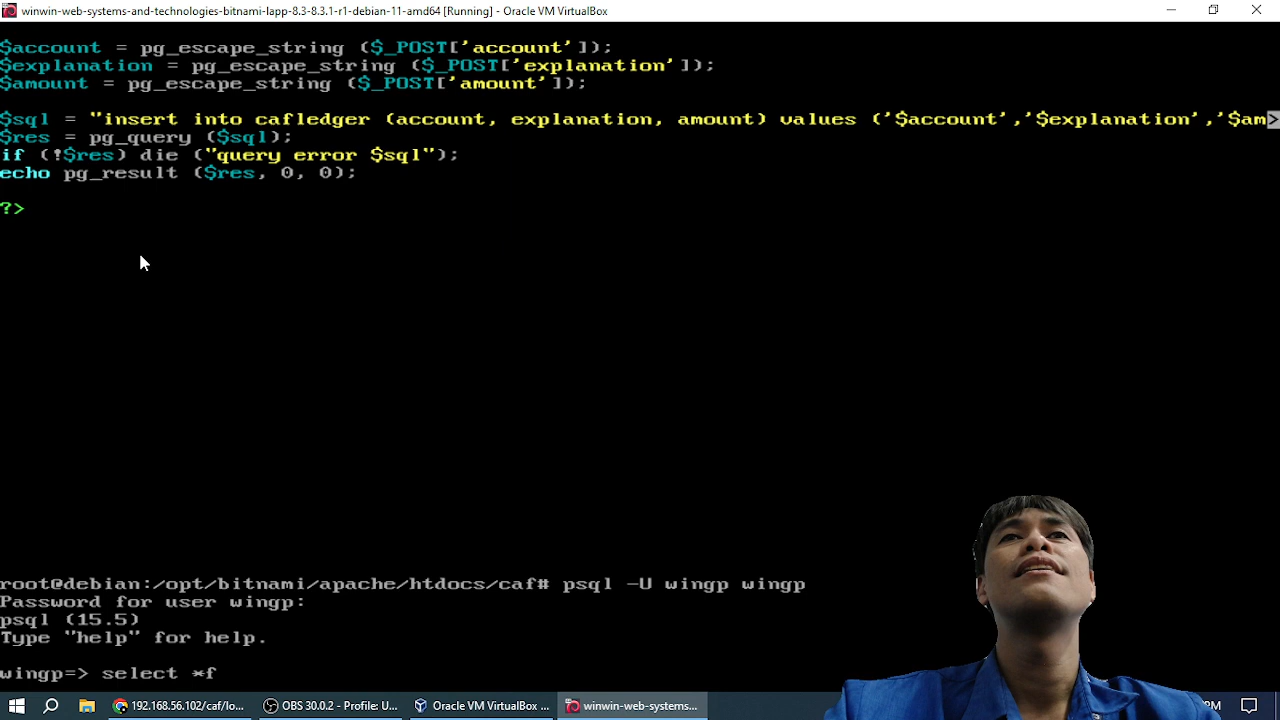 winwin-web-systems-and-technologies-bitnami-lapp-8.3-8.3.1-r1-debian-11-amd64 [Running] - Oracle VM VirtualBox
$account = pg_escape_string ($_POST['account']);
$explanation = pg_escape_string ($_POST['explanation']);
$amount = pg_escape_string ($_POST['amount']);
$sql = "insert into cafledger (account, explanation, amount) values ('$account','$explanation','$am>
$res = pg_query ($sql);
if (!$res) die ("query error $sql");
echo pg_result ($res, 0, 0);
?>
root@debian:/opt/bitnami/apache/htdocs/caf# psql -U wingp wingp
Password for user wingp:
psql (15.5)
Type "help" for help.
wingp=> select *f
192.168.56.102/caf/lo... OBS 30.0.2 - Profile: U... Oracle VM VirtualBox ... winwin-web-systems... PM